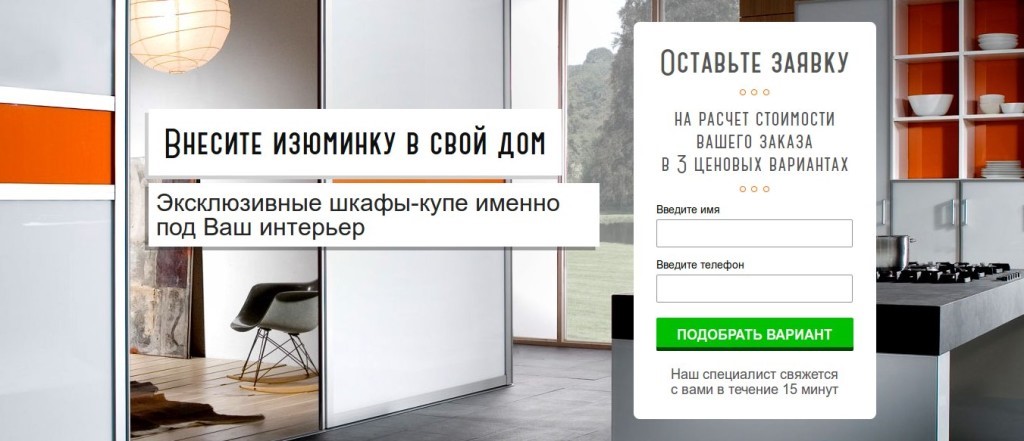 Внесите изюминку в свой дом
Эксклюзивные шкафы-купе именно
под Ваш интерьер
Оставьте заявку
на расчет стоимости
вашего заказа
в 3 ценовых вариантах
Введите имя
Введите телефон
ПОДОБРАТЬ ВАРИАНТ
Наш специалист свяжется
с вами в течение 15 минут